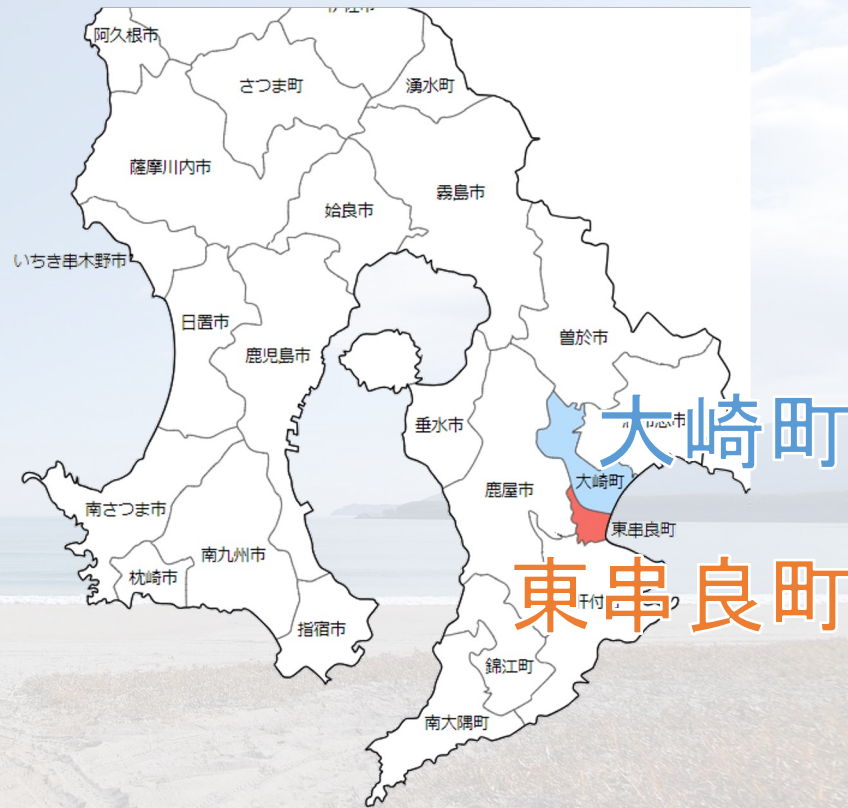 阿久根市
さつま町
湧水町
薩摩川内市
霧島市
姶良市
いちき串木野市
日置市
鹿児島市
曽於市
垂水市
大崎町
鹿屋市
大崎町
南さつま市
東串良町
南九州市
枕崎市
東串良町
指宿市
錦江町
南大隅町